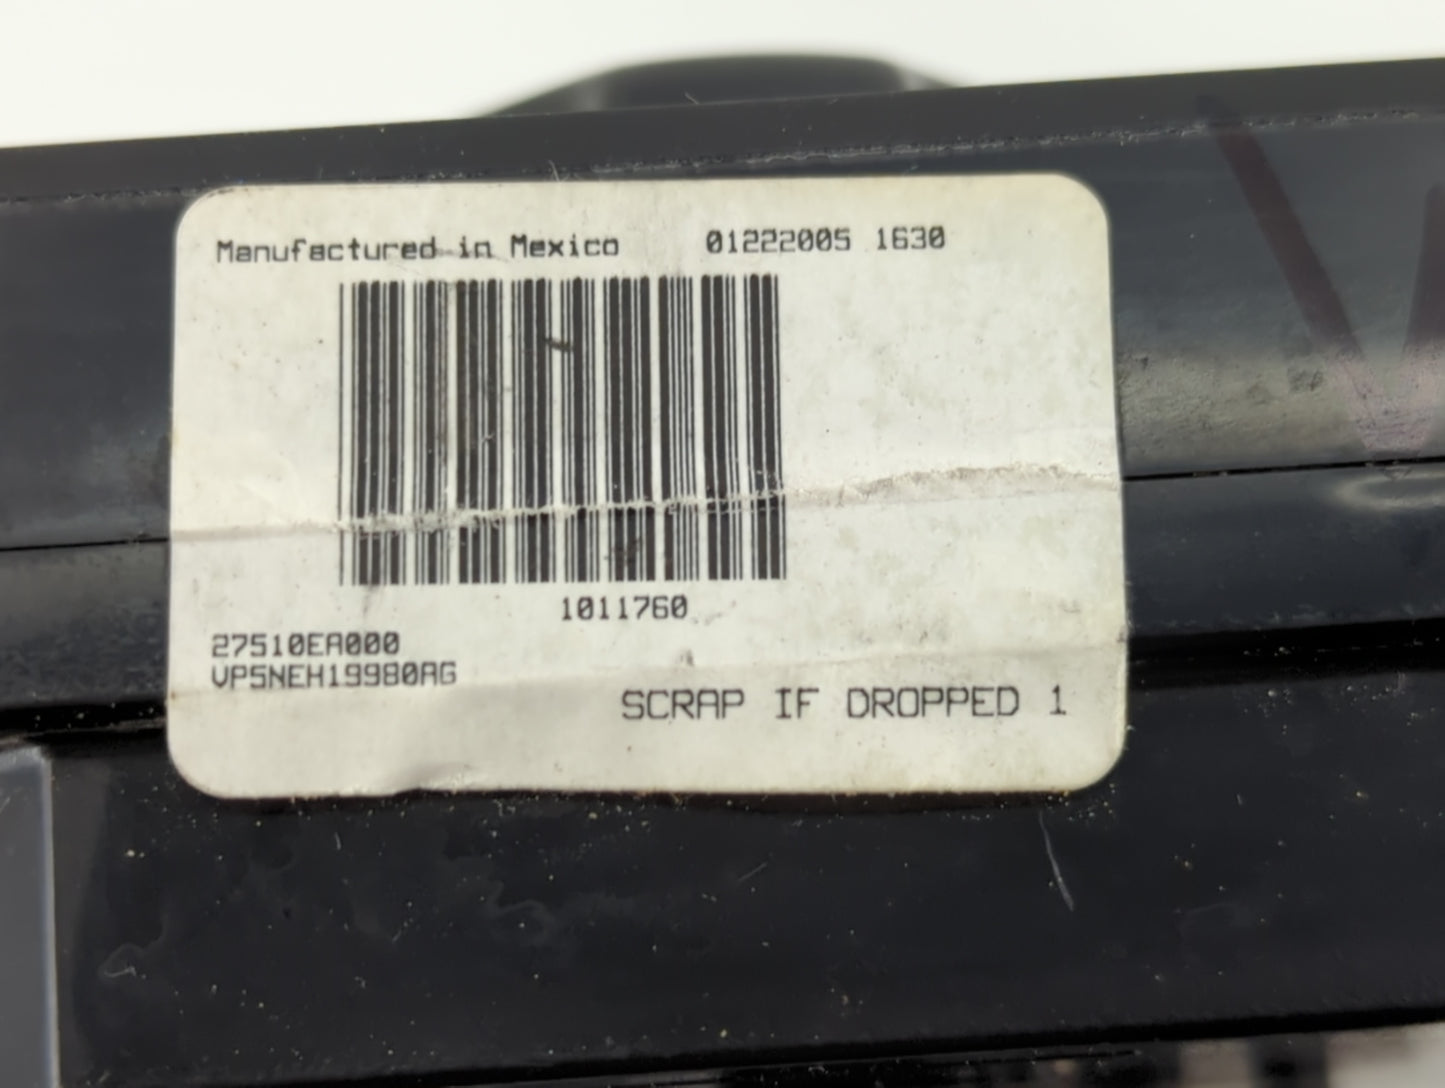 Manufactured in Mexico 01222005 1630
1011760
27510EA000
VP5NEH19980AG
SCRAP IF DROPPED 1